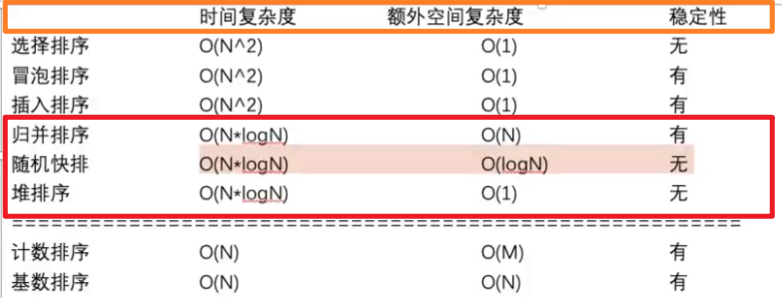 时间复杂度 额外空间复杂度 稳定性
选择排序 O(N^2) O(1) 无
冒泡排序 O(N^2) O(1) 有
插入排序 O(N^2) O(1) 有
归并排序 O(N*logN) O(N) 有
随机快排 O(N*logN) O(logN) 无
堆排序 O(N*logN) O(1) 无
========================================================
计数排序 O(N) O(M) 有
基数排序 O(N) O(N) 有